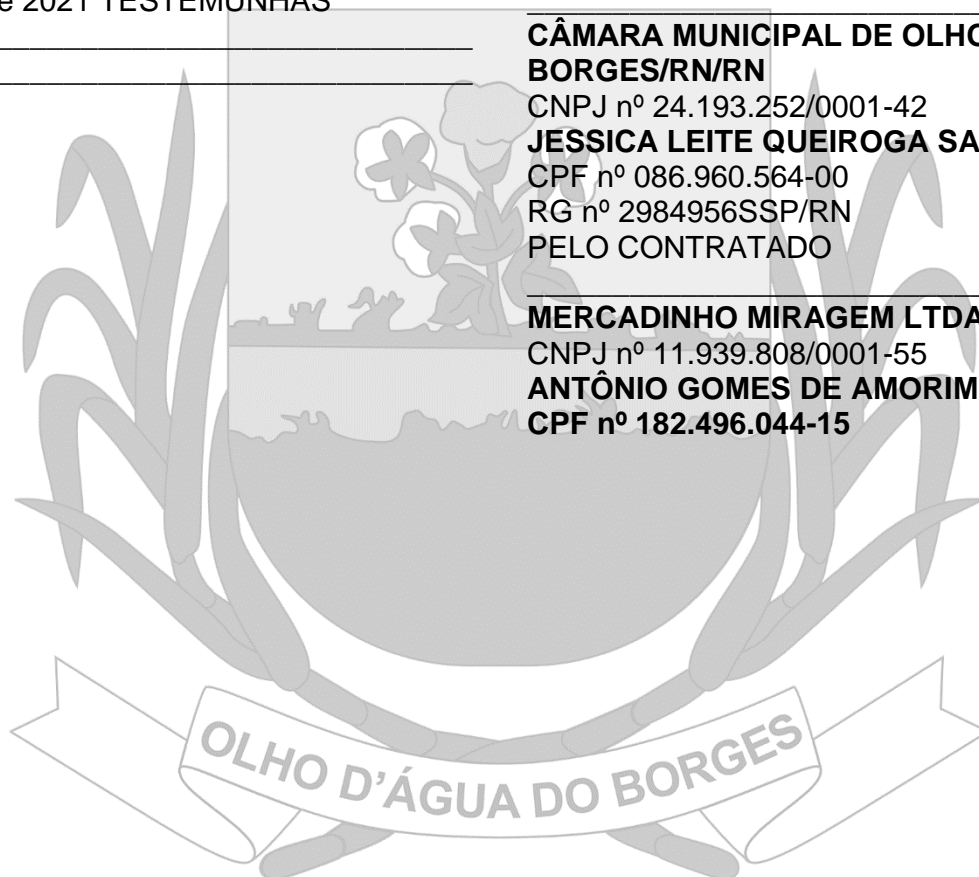 e 2021 TESTEMUNHAS
CÂMARA MUNICIPAL DE OLHO
BORGES/RN/RN
CNPJ nº 24.193.252/0001-42
JESSICA LEITE QUEIROGA SA
CPF nº 086.960.564-00
RG nº 2984956SSP/RN
PELO CONTRATADO
MERCADINHO MIRAGEM LTDA
CNPJ nº 11.939.808/0001-55
ANTÔNIO GOMES DE AMORIM
CPF nº 182.496.044-15
OLHO D'ÁGUA DO BORGES